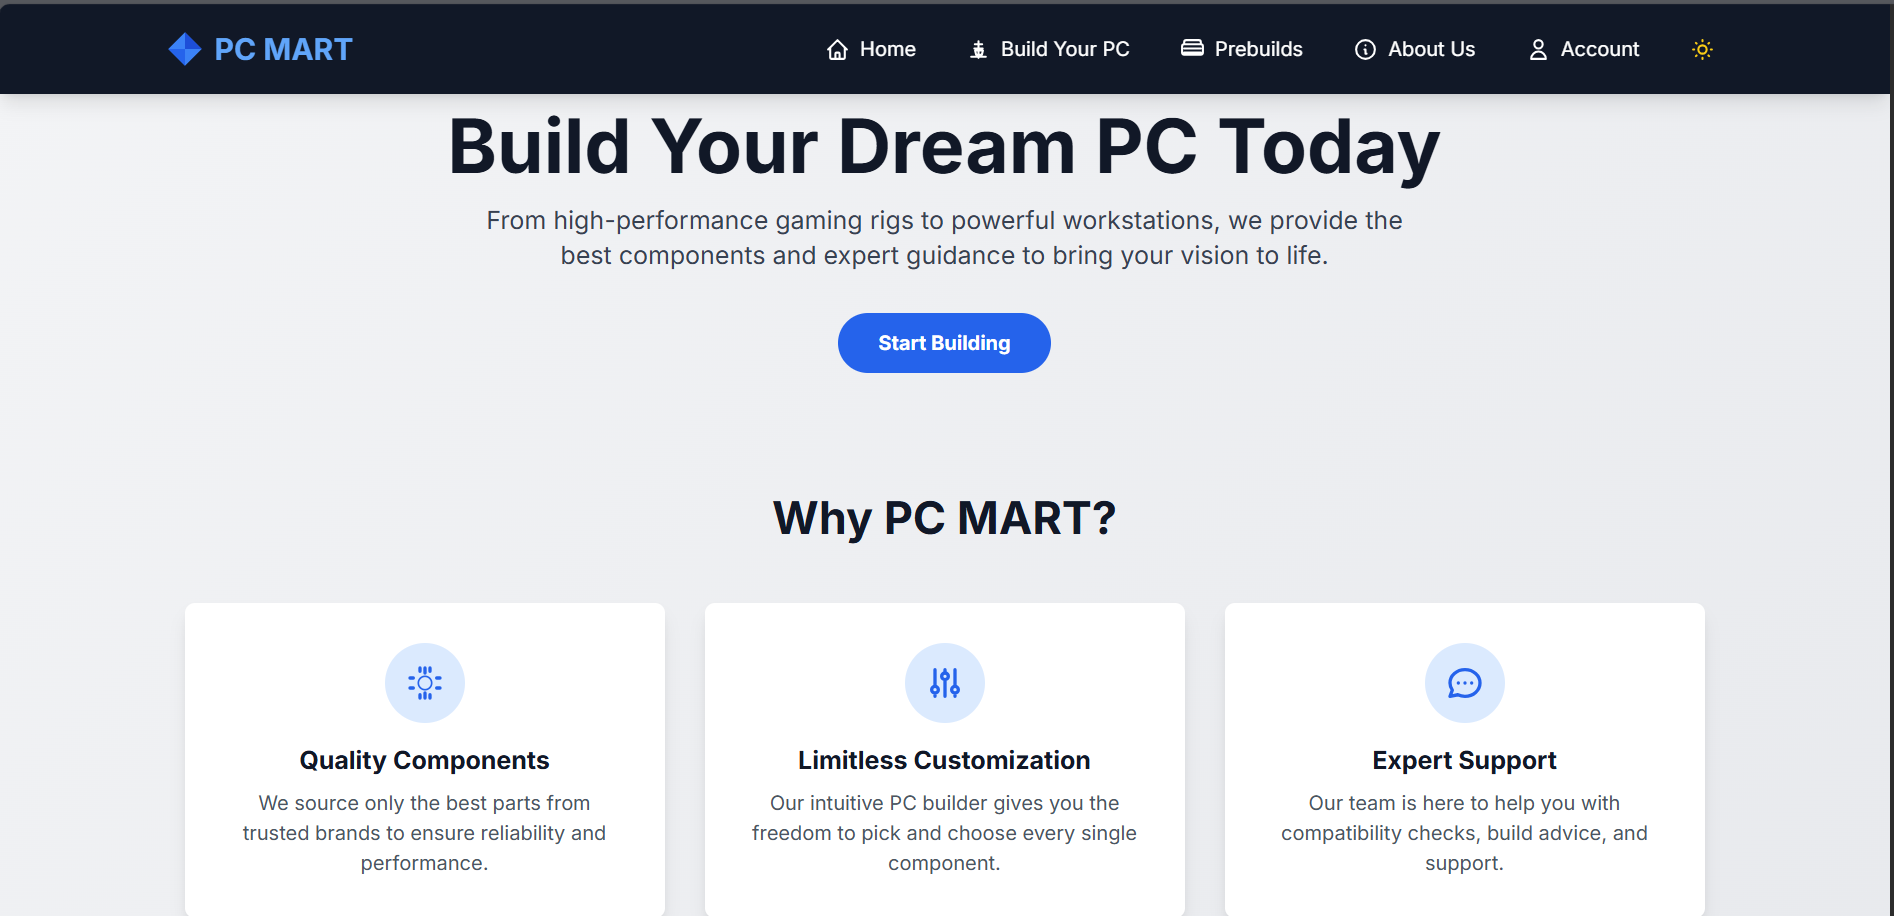 PC MART
Home
Build Your PC
Prebuilds
About Us
Account
Build Your Dream PC Today
From high-performance gaming rigs to powerful workstations, we provide the
best components and expert guidance to bring your vision to life.
Start Building
Why PC MART?
Quality Components
We source only the best parts from
trusted brands to ensure reliability and
performance.
Limitless Customization
Our intuitive PC builder gives you the
freedom to pick and choose every single
component.
Expert Support
Our team is here to help you with
compatibility checks, build advice, and
support.